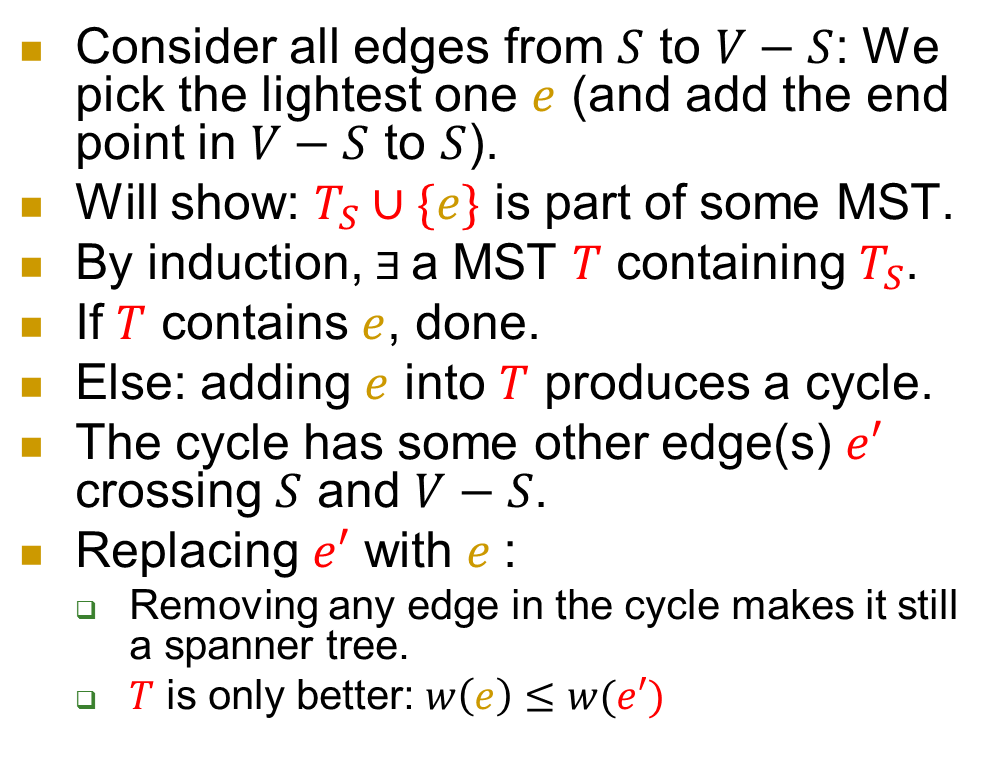 Consider all edges from 𝑆 to 𝑉 − 𝑆: We
pick the lightest one 𝑒 (and add the end
point in 𝑉 − 𝑆 to 𝑆).
Will show: 𝑇_𝑆 ∪ {𝑒} is part of some MST.
By induction, ∃ a MST 𝑇 containing 𝑇_𝑆.
If 𝑇 contains 𝑒, done.
Else: adding 𝑒 into 𝑇 produces a cycle.
The cycle has some other edge(s) 𝑒′
crossing 𝑆 and 𝑉 − 𝑆.
Replacing 𝑒′ with 𝑒 :
Removing any edge in the cycle makes it still
a spanner tree.
𝑇 is only better: 𝑤(𝑒) ≤ 𝑤(𝑒′)